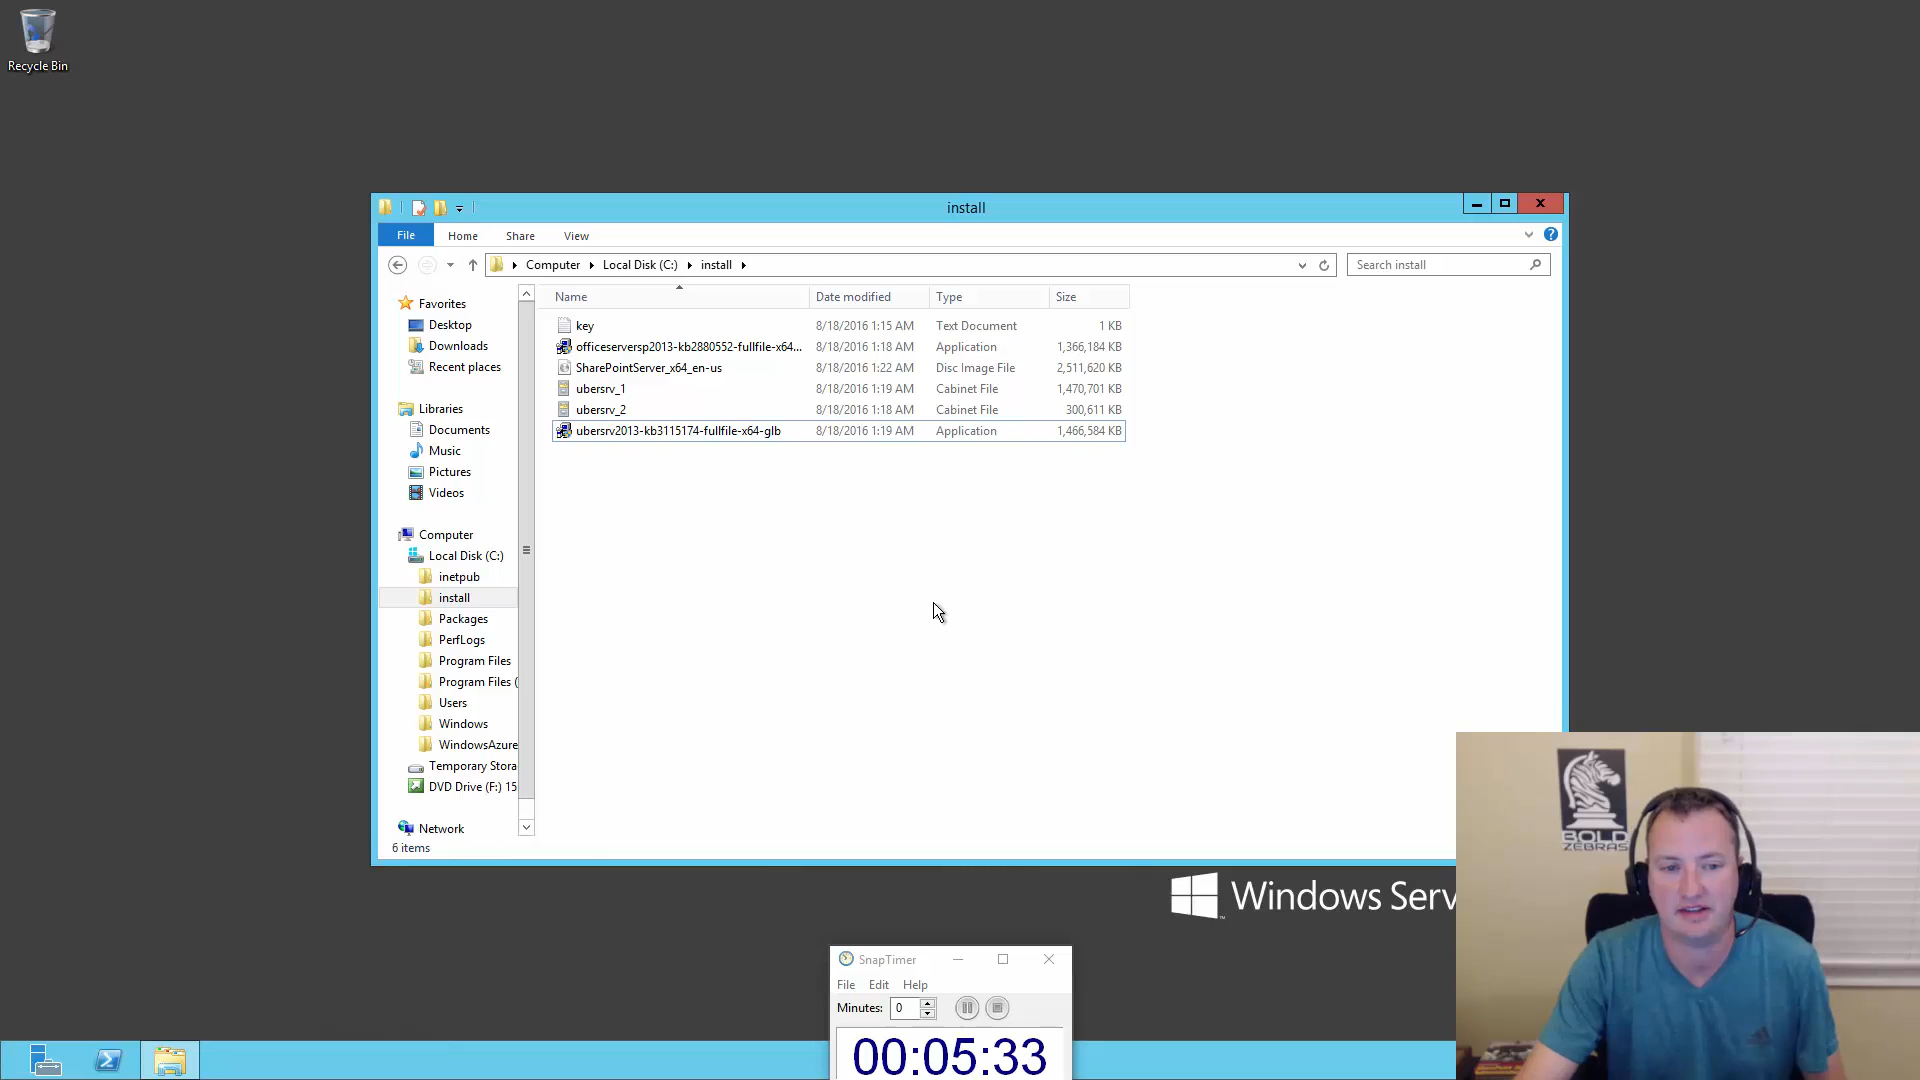 Recycle Bin
install
File Home Share View
Computer Local Disk (C:) install
Search install
Name Date modified Type Size
key 8/18/2016 1:15 AM Text Document 1 KB
officeserversp2013-kb2880552-fullfile-x64... 8/18/2016 1:18 AM Application 1,366,184 KB
SharePointServer_x64_en-us 8/18/2016 1:22 AM Disc Image File 2,511,620 KB
ubersrv_1 8/18/2016 1:19 AM Cabinet File 1,470,701 KB
ubersrv_2 8/18/2016 1:18 AM Cabinet File 300,611 KB
ubersrv2013-kb3115174-fullfile-x64-glb 8/18/2016 1:19 AM Application 1,466,584 KB
Favorites
Desktop
Downloads
Recent places
Libraries
Documents
Music
Pictures
Videos
Computer
Local Disk (C:)
inetpub
install
Packages
PerfLogs
Program Files
Program Files (
Users
Windows
WindowsAzure
Temporary Stora
DVD Drive (F:) 15
Network
6 items
BOLD
ZEBRAS
Windows Serv
SnapTimer
File Edit Help
Minutes: 0
00:05:33